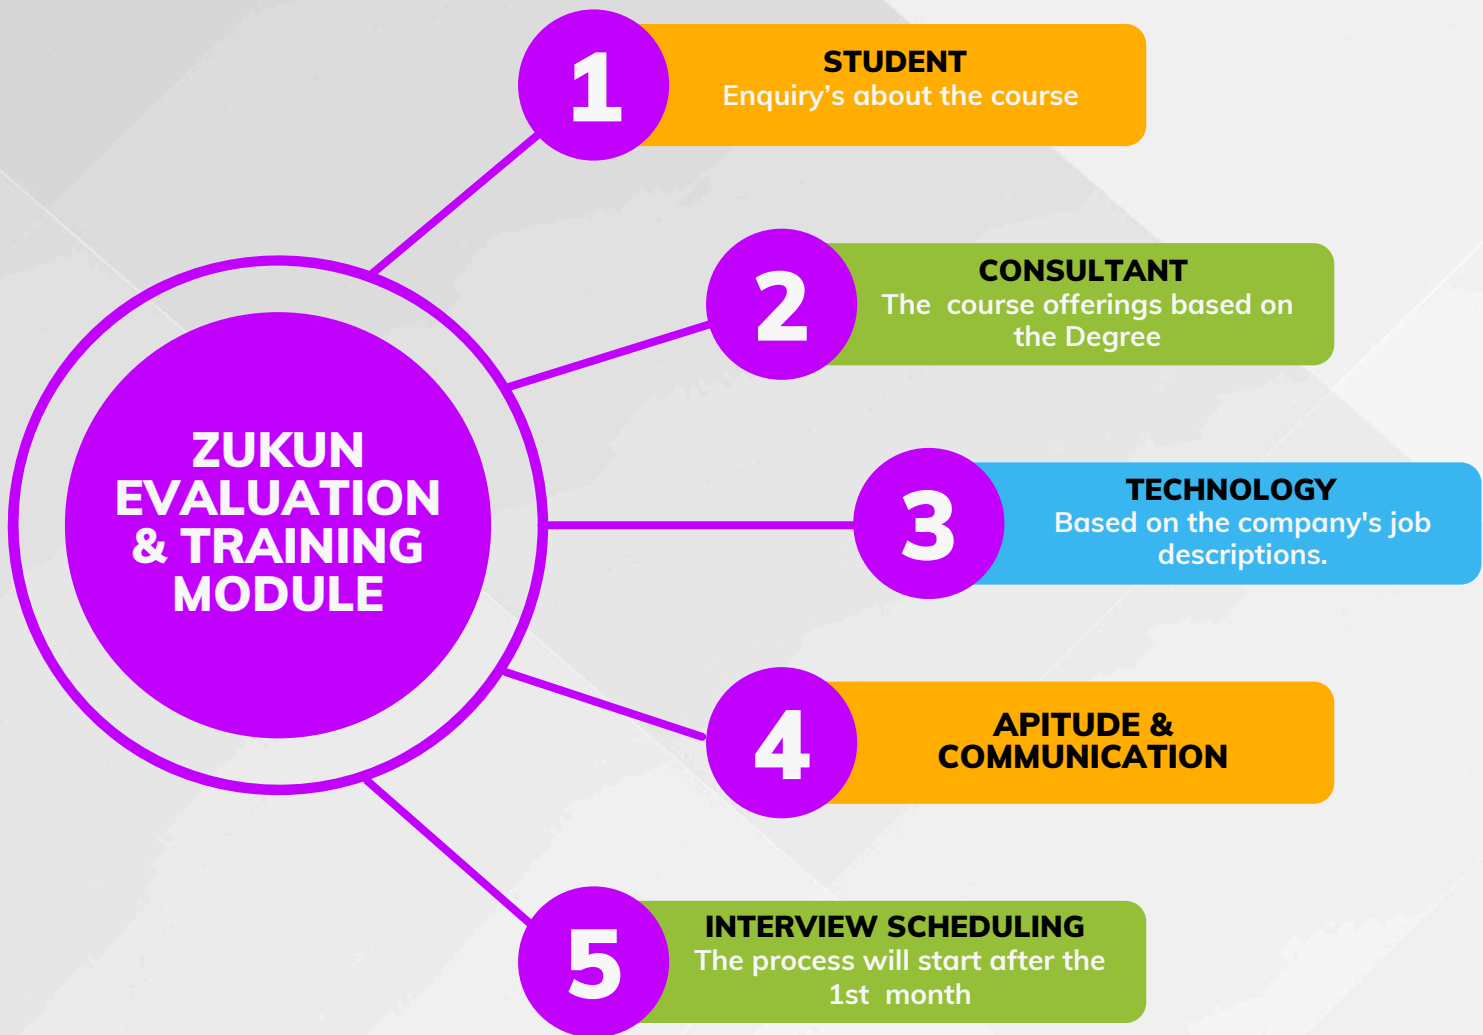 ZUKUN
EVALUATION
& TRAINING
MODULE
1
STUDENT
Enquiry’s about the course
2
CONSULTANT
The  course offerings based on
the Degree
3
TECHNOLOGY
Based on the company's job
descriptions.
4
APITUDE &
COMMUNICATION
5
INTERVIEW SCHEDULING
The process will start after the
1st  month